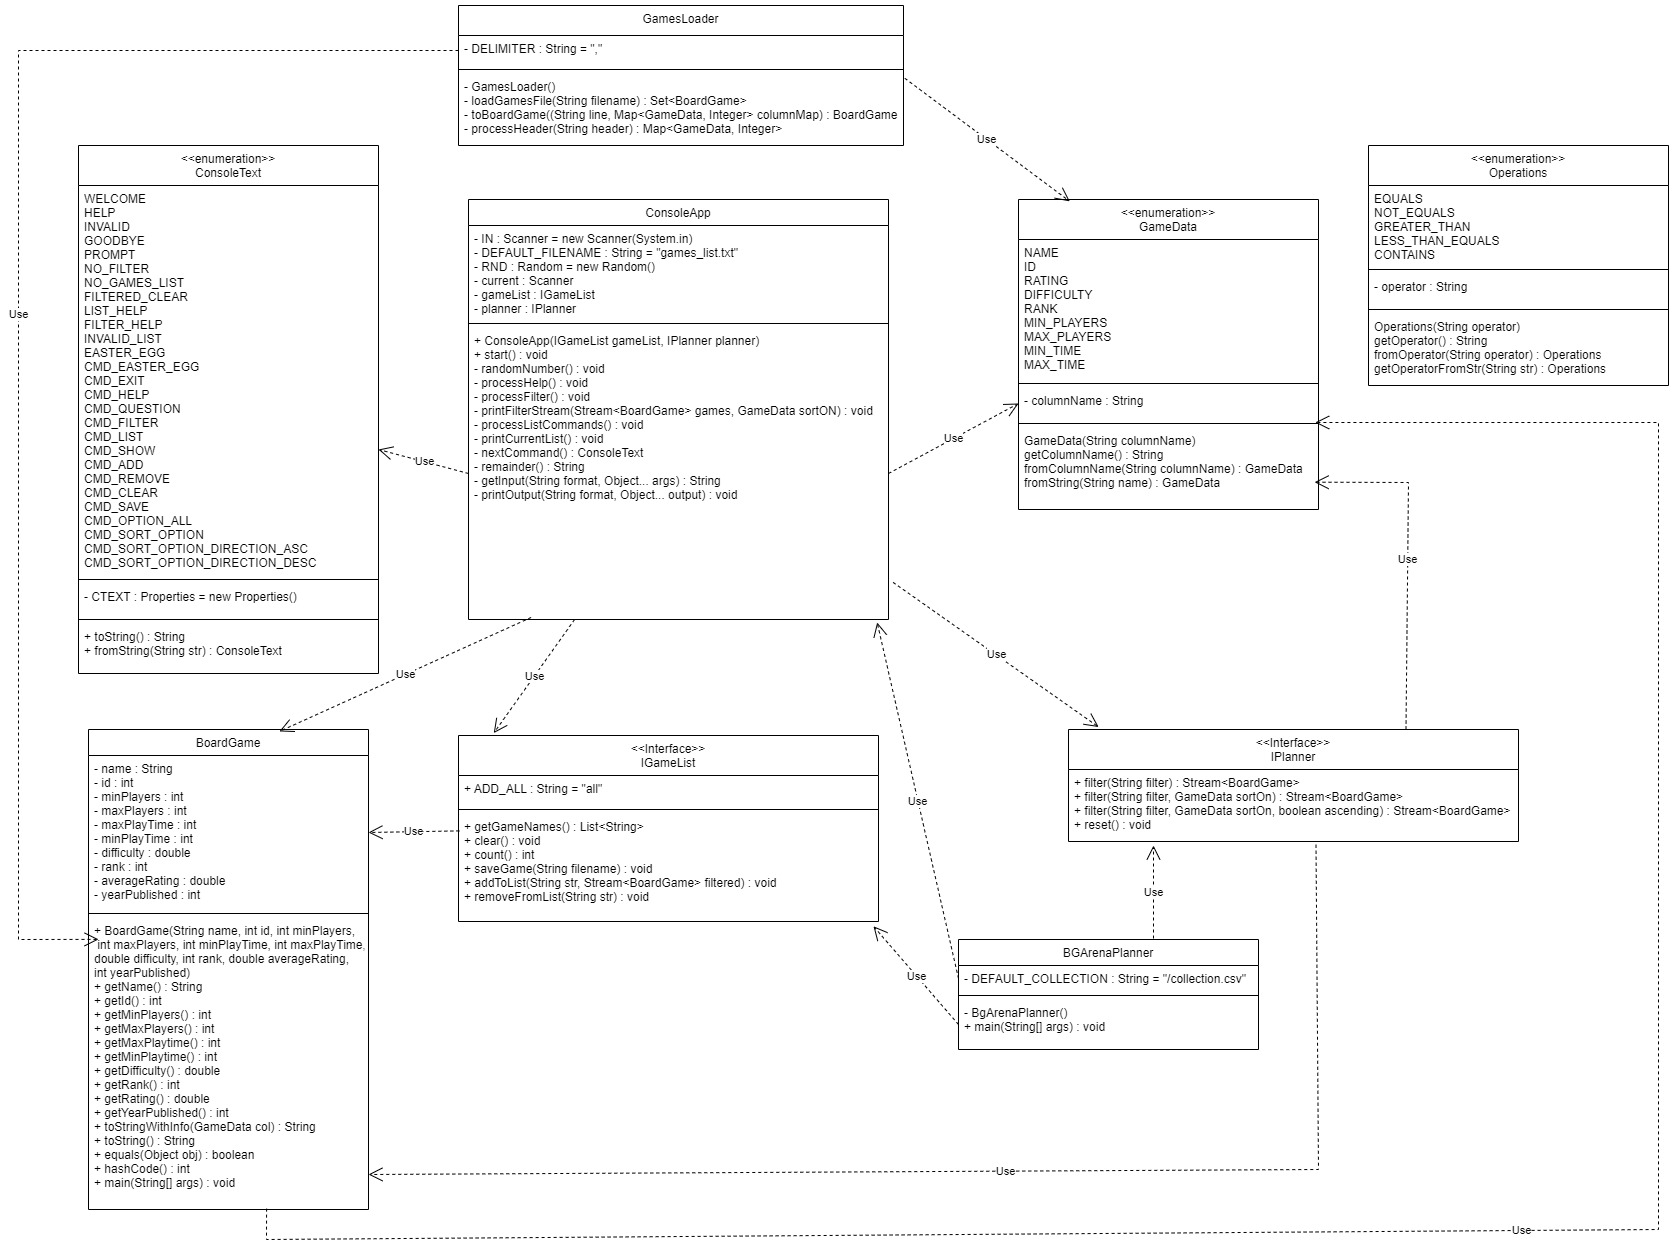 GamesLoader
- DELIMITER : String = ","
- GamesLoader()
- loadGamesFile(String filename) : Set<BoardGame>
- toBoardGame((String line, Map<GameData, Integer> columnMap) : BoardGame
- processHeader(String header) : Map<GameData, Integer>
Use
Use
<<enumeration>>
ConsoleText
WELCOME
HELP
INVALID
GOODBYE
PROMPT
NO_FILTER
NO_GAMES_LIST
FILTERED_CLEAR
LIST_HELP
FILTER_HELP
INVALID_LIST
EASTER_EGG
CMD_EASTER_EGG
CMD_EXIT
CMD_HELP
CMD_QUESTION
CMD_FILTER
CMD_LIST
CMD_SHOW
CMD_ADD
CMD_REMOVE
CMD_CLEAR
CMD_SAVE
CMD_OPTION_ALL
CMD_SORT_OPTION
CMD_SORT_OPTION_DIRECTION_ASC
CMD_SORT_OPTION_DIRECTION_DESC
- CTEXT : Properties = new Properties()
+ toString() : String
+ fromString(String str) : ConsoleText
Use
ConsoleApp
- IN : Scanner = new Scanner(System.in)
- DEFAULT_FILENAME : String = "games_list.txt"
- RND : Random = new Random()
- current : Scanner
- gameList : IGameList
- planner : IPlanner
+ ConsoleApp(IGameList gameList, IPlanner planner)
+ start() : void
- randomNumber() : void
- processHelp() : void
- processFilter() : void
- printFilterStream(Stream<BoardGame> games, GameData sortON) : void
- processListCommands() : void
- printCurrentList() : void
- nextCommand() : ConsoleText
- remainder() : String
- getInput(String format, Object... args) : String
- printOutput(String format, Object... output) : void
Use
<<enumeration>>
GameData
NAME
ID
RATING
DIFFICULTY
RANK
MIN_PLAYERS
MAX_PLAYERS
MIN_TIME
MAX_TIME
- columnName : String
GameData(String columnName)
getColumnName() : String
fromColumnName(String columnName) : GameData
fromString(String name) : GameData
<<enumeration>>
Operations
EQUALS
NOT_EQUALS
GREATER_THAN
LESS_THAN_EQUALS
CONTAINS
- operator : String
Operations(String operator)
getOperator() : String
fromOperator(String operator) : Operations
getOperatorFromStr(String str) : Operations
Use
Use
Use
Use
BoardGame
- name : String
- id : int
- minPlayers : int
- maxPlayers : int
- maxPlayTime : int
- minPlayTime : int
- difficulty : double
- rank : int
- averageRating : double
- yearPublished : int
+ BoardGame(String name, int id, int minPlayers,
int maxPlayers, int minPlayTime, int maxPlayTime,
double difficulty, int rank, double averageRating,
int yearPublished)
+ getName() : String
+ getId() : int
+ getMinPlayers() : int
+ getMaxPlayers() : int
+ getMaxPlaytime() : int
+ getMinPlaytime() : int
+ getDifficulty() : double
+ getRank() : int
+ getRating() : double
+ getYearPublished() : int
+ toStringWithInfo(GameData col) : String
+ toString() : String
+ equals(Object obj) : boolean
+ hashCode() : int
+ main(String[] args) : void
Use
<<Interface>>
IGameList
+ ADD_ALL : String = "all"
+ getGameNames() : List<String>
+ clear() : void
+ count() : int
+ saveGame(String filename) : void
+ addToList(String str, Stream<BoardGame> filtered) : void
+ removeFromList(String str) : void
Use
<<Interface>>
IPlanner
+ filter(String filter) : Stream<BoardGame>
+ filter(String filter, GameData sortOn) : Stream<BoardGame>
+ filter(String filter, GameData sortOn, boolean ascending) : Stream<BoardGame>
+ reset() : void
Use
Use
BGArenaPlanner
- DEFAULT_COLLECTION : String = "/collection.csv"
- BgArenaPlanner()
+ main(String[] args) : void
Use
Use